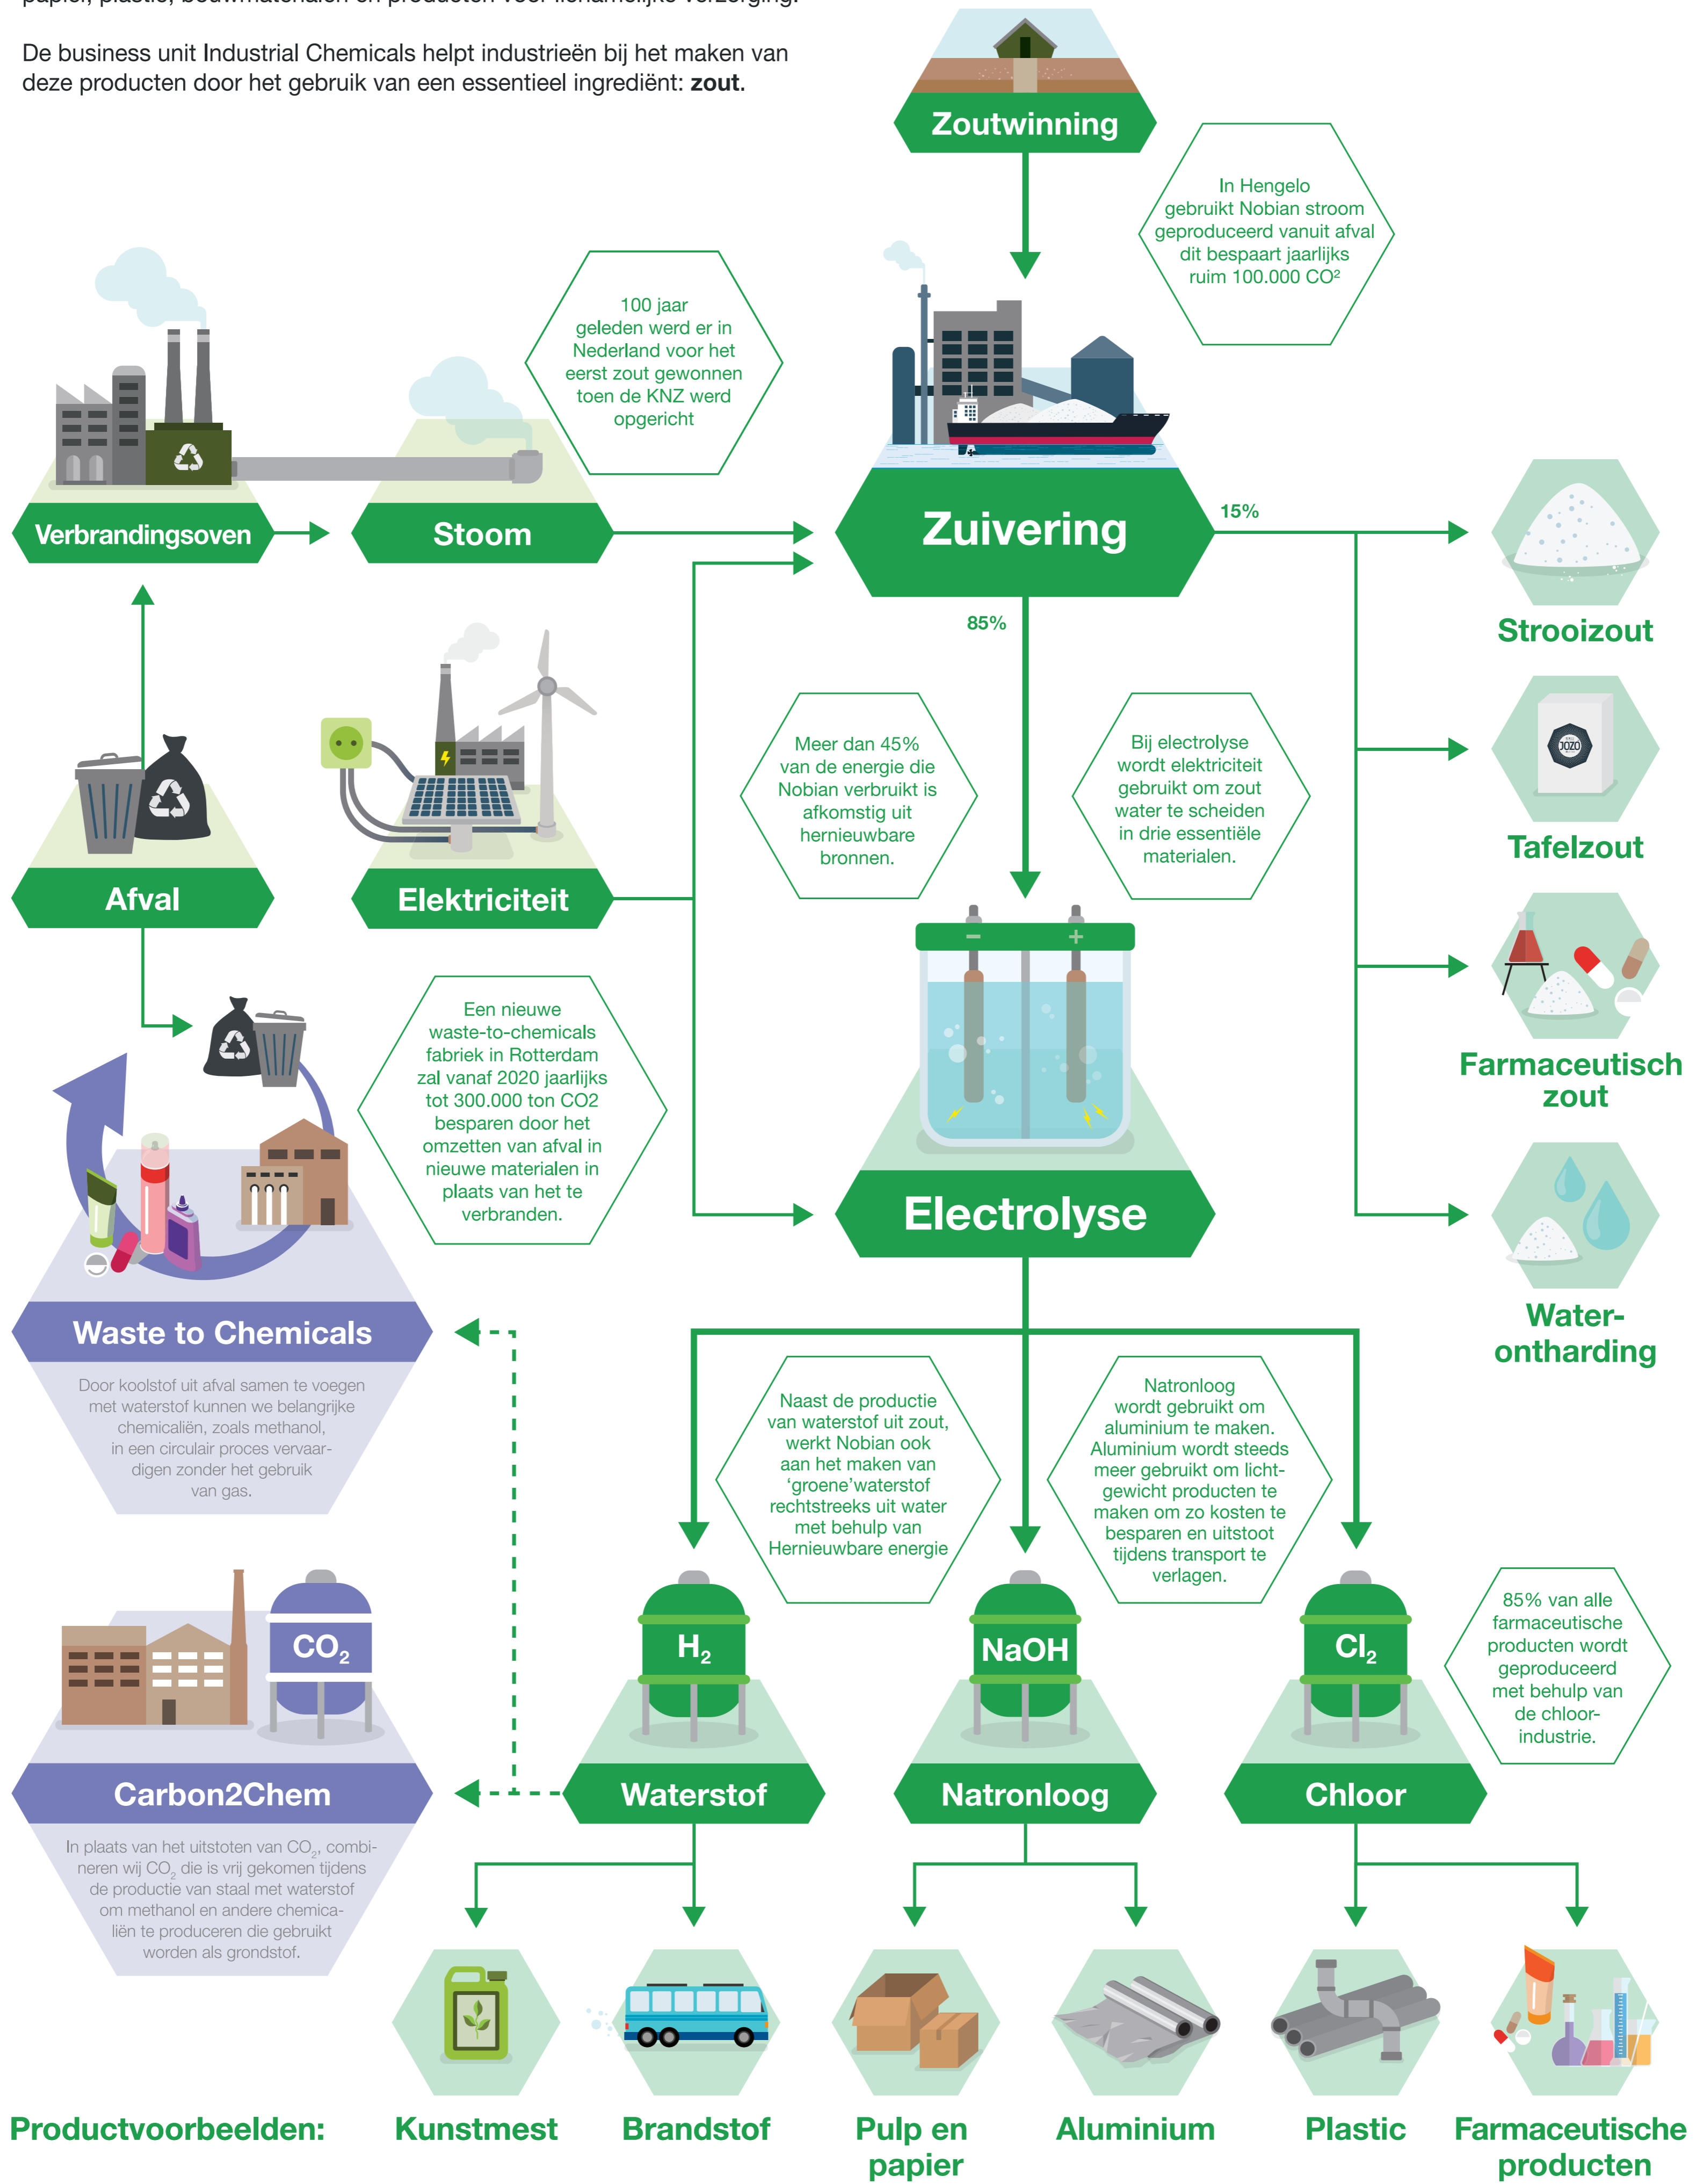 papier, plastic, bouwmaterialen en producten voor lichamelijke verzorging.
De business unit Industrial Chemicals helpt industrieën bij het maken van
deze producten door het gebruik van een essentieel ingrediënt: zout.
Zoutwinning
In Hengelo
gebruikt Nobian stroom
geproduceerd vanuit afval
dit bespaart jaarlijks
ruim 100.000 CO²
100 jaar
geleden werd er in
Nederland voor het
eerst zout gewonnen
toen de KNZ werd
opgericht
Verbrandingsoven
Stoom
Zuivering
15%
85%
Strooizout
Meer dan 45%
van de energie die
Nobian verbruikt is
afkomstig uit
hernieuwbare
bronnen.
Bij electrolyse
wordt elektriciteit
gebruikt om zout
water te scheiden
in drie essentiële
materialen.
JOZO
Tafelzout
Afval
Elektriciteit
− +
Farmaceutisch
zout
Een nieuwe
waste-to-chemicals
fabriek in Rotterdam
zal vanaf 2020 jaarlijks
tot 300.000 ton CO2
besparen door het
omzetten van afval in
nieuwe materialen in
plaats van het te
verbranden.
Electrolyse
Water-
ontharding
Waste to Chemicals
Door koolstof uit afval samen te voegen
met waterstof kunnen we belangrijke
chemicaliën, zoals methanol,
in een circulair proces vervaar-
digen zonder het gebruik
van gas.
Naast de productie
van waterstof uit zout,
werkt Nobian ook
aan het maken van
‘groene’waterstof
rechtstreeks uit water
met behulp van
Hernieuwbare energie
Natronloog
wordt gebruikt om
aluminium te maken.
Aluminium wordt steeds
meer gebruikt om licht-
gewicht producten te
maken om zo kosten te
besparen en uitstoot
tijdens transport te
verlagen.
85% van alle
farmaceutische
producten wordt
geproduceerd
met behulp van
de chloor-
industrie.
CO₂
H₂
NaOH
Cl₂
Carbon2Chem
Waterstof
Natronloog
Chloor
In plaats van het uitstoten van CO₂, combi-
neren wij CO₂ die is vrij gekomen tijdens
de productie van staal met waterstof
om methanol en andere chemica-
liën te produceren die gebruikt
worden als grondstof.
Productvoorbeelden:
Kunstmest
Brandstof
Pulp en
papier
Aluminium
Plastic
Farmaceutische
producten